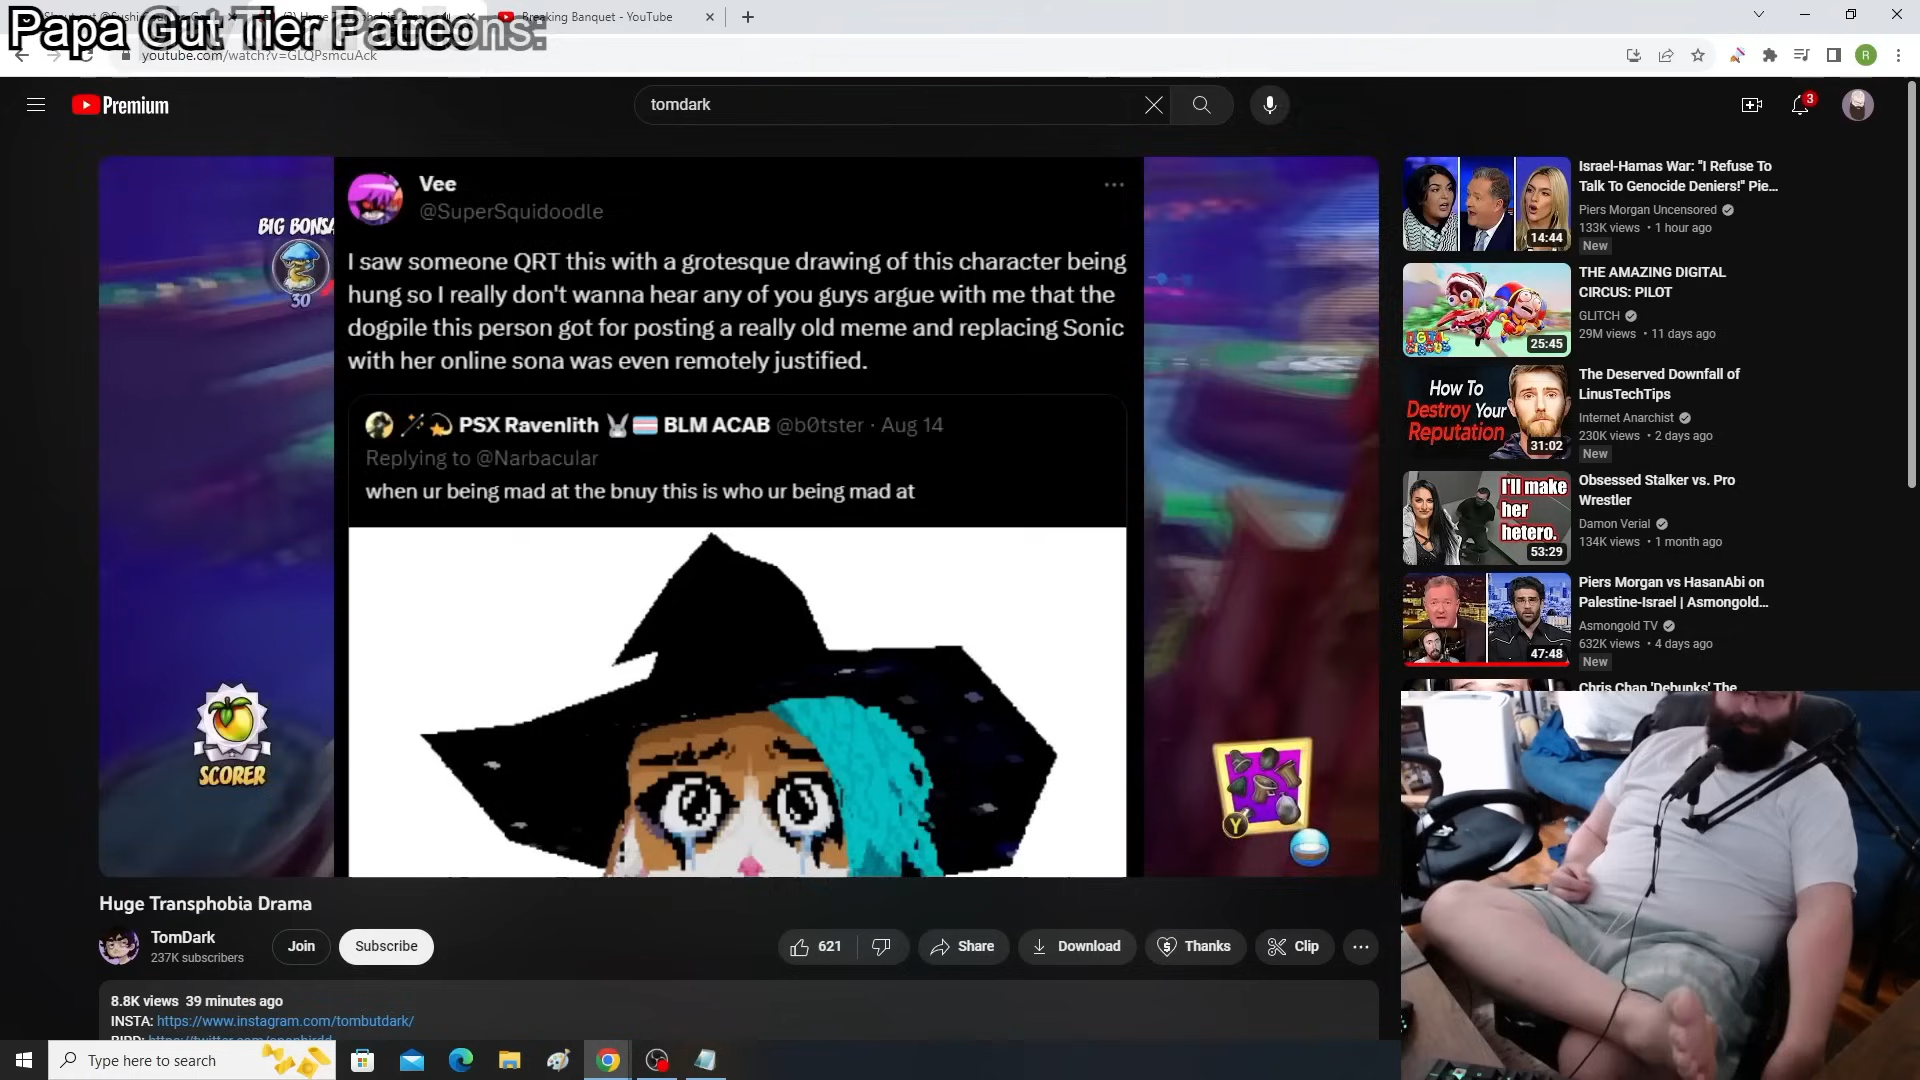 Papa Gut Tier Patreons:
Breaking Banquet - YouTube
youtube.com/watch?v=GLQPsmcuAck
R
Premium
tomdark
3
BIG BONSA
30
SCORER
Y
Vee
@SuperSquidoodle
I saw someone QRT this with a grotesque drawing of this character being
hung so I really don't wanna hear any of you guys argue with me that the
dogpile this person got for posting a really old meme and replacing Sonic
with her online sona was even remotely justified.
PSX Ravenlith BLM ACAB @b0tster · Aug 14
Replying to @Narbacular
when ur being mad at the bnuy this is who ur being mad at
Huge Transphobia Drama
TomDark
237K subscribers
Join
Subscribe
621
Share
Download
Thanks
Clip
8.8K views 39 minutes ago
INSTA: https://www.instagram.com/tombutdark/
Israel-Hamas War: "I Refuse To
Talk To Genocide Deniers!" Pie...
Piers Morgan Uncensored
133K views • 1 hour ago
New
14:44
THE AMAZING DIGITAL
CIRCUS: PILOT
GLITCH
29M views • 11 days ago
25:45
How To
Destroy Your
Reputation
31:02
The Deserved Downfall of
LinusTechTips
Internet Anarchist
230K views • 2 days ago
New
I'll make
her
hetero.
53:29
Obsessed Stalker vs. Pro
Wrestler
Damon Verial
134K views • 1 month ago
Piers Morgan vs HasanAbi on
Palestine-Israel | Asmongold...
Asmongold TV
632K views • 4 days ago
New
47:48
Chris Chan 'Debunks' The
Type here to search